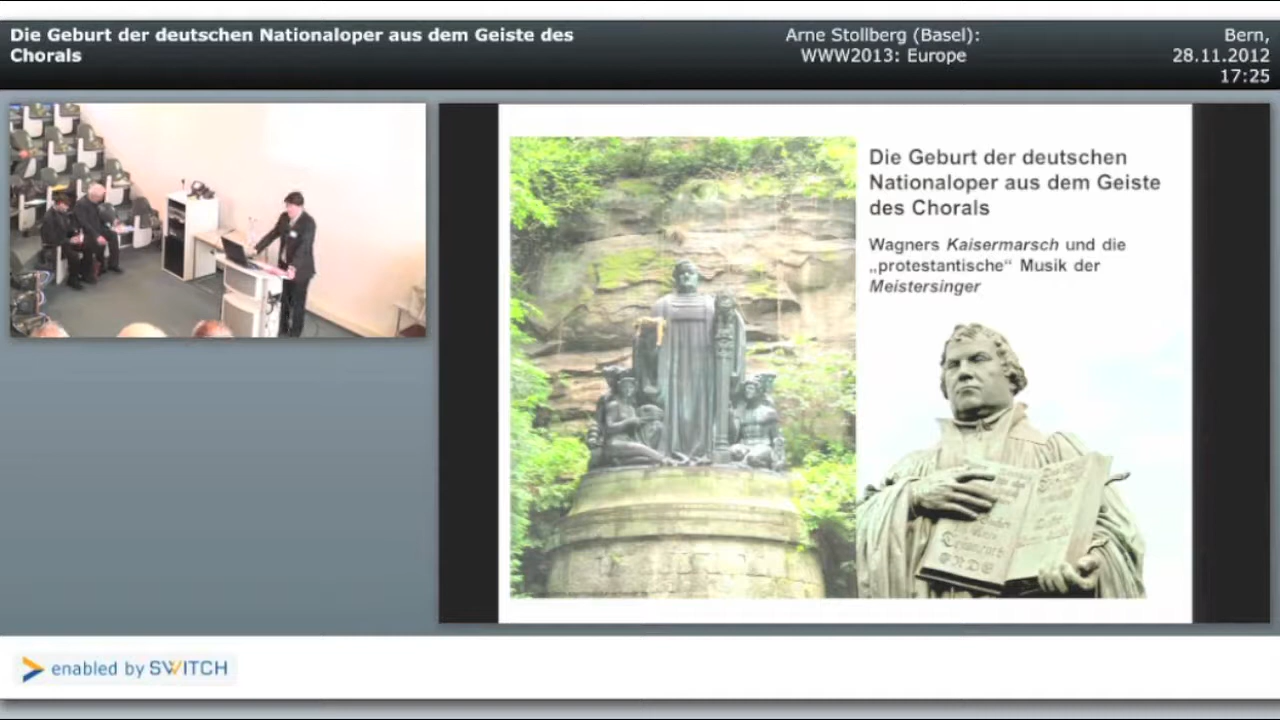 Die Geburt der deutschen Nationaloper aus dem Geiste des
Chorals
Arne Stollberg (Basel):
WWW2013: Europe
Bern,
28.11.2012
17:25
Die Geburt der deutschen
Nationaloper aus dem Geiste
des Chorals
Wagners Kaisermarsch und die
„protestantische“ Musik der
Meistersinger
enabled by SWITCH